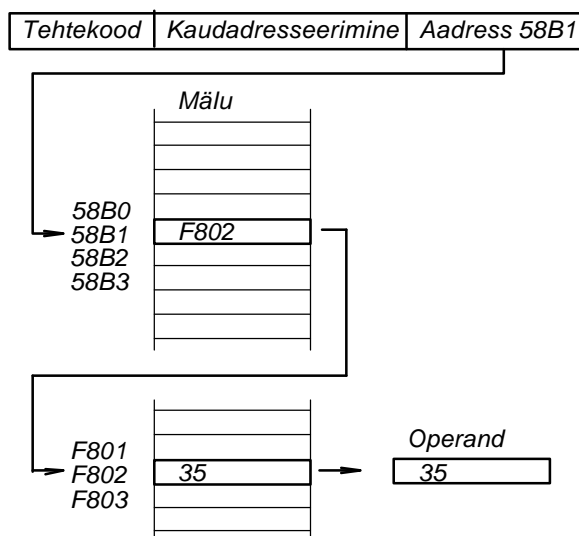 Tehtekood Kaudadresseerimine Aadress 58B1
Mälu
58B0
58B1 F802
58B2
58B3
F801
F802 35
F803
Operand
35